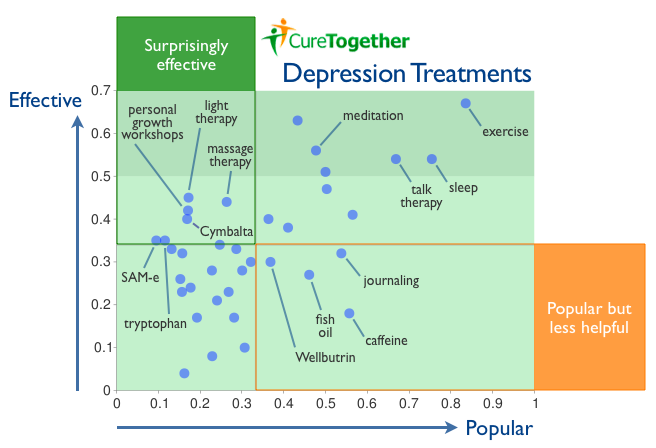 Surprisingly
effective
CureTogether
Depression Treatments
Effective
0.7
0.6
0.5
0.4
0.3
0.2
0.1
0
personal
growth
workshops
light
therapy
massage
therapy
meditation
exercise
talk
therapy
sleep
Cymbalta
SAM-e
tryptophan
journaling
fish
oil
caffeine
Wellbutrin
Popular but
less helpful
0 0.1 0.2 0.3 0.4 0.5 0.6 0.7 0.8 0.9 1
Popular